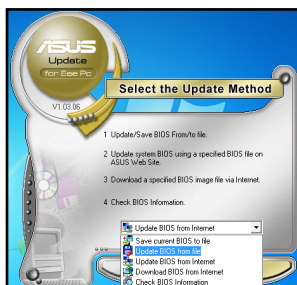 ASUS
Update
for Eee Pc
V1.03.06
Select the Update Method
1 Update/Save BIOS From/to file.
2 Update system BIOS using a specified BIOS file on
ASUS Web Site.
3 Download a specified BIOS image file via Internet.
4 Check BIOS Information.
Update BIOS from Internet
Save current BIOS to file
Update BIOS from file
Update BIOS from Internet
Download BIOS from Internet
Check BIOS Information